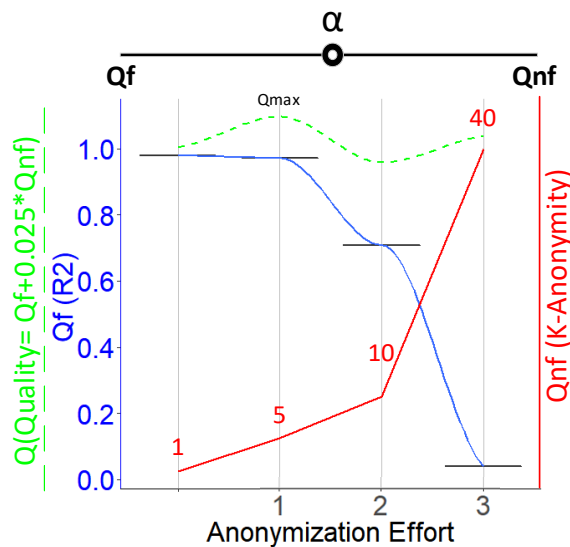 α
Qf
Qnf
Qmax
Q(Quality= Qf+0.025*Qnf)
Qf (R2)
1.0
0.8
0.6
0.4
0.2
0.0
1
5
10
40
Qnf (K-Anonymity)
1
2
3
Anonymization Effort